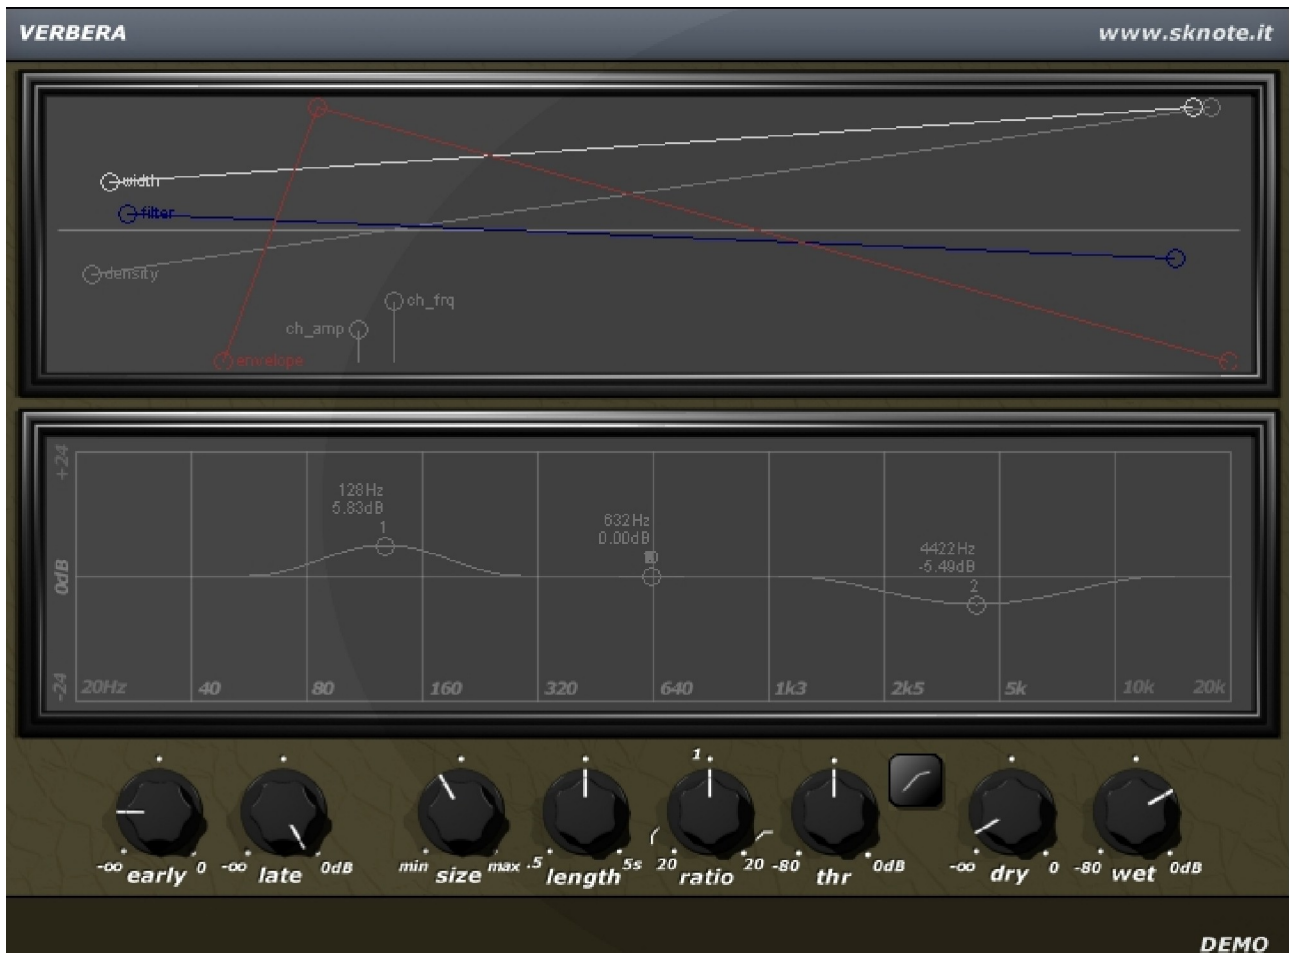 VERBERA www.sknote.it
width
filter
density
ch_frq
ch_amp
envelope
+24
128Hz
5.83dB
1
632Hz
0.00dB
4422Hz
-5.49dB
2
0dB
-24 20Hz 40 80 160 320 640 1k3 2k5 5k 10k 20k
1
-∞ early 0 -∞ late 0dB min size max .5 length 5s 20 ratio 20 -80 thr 0dB -∞ dry 0 -80 wet 0dB
DEMO